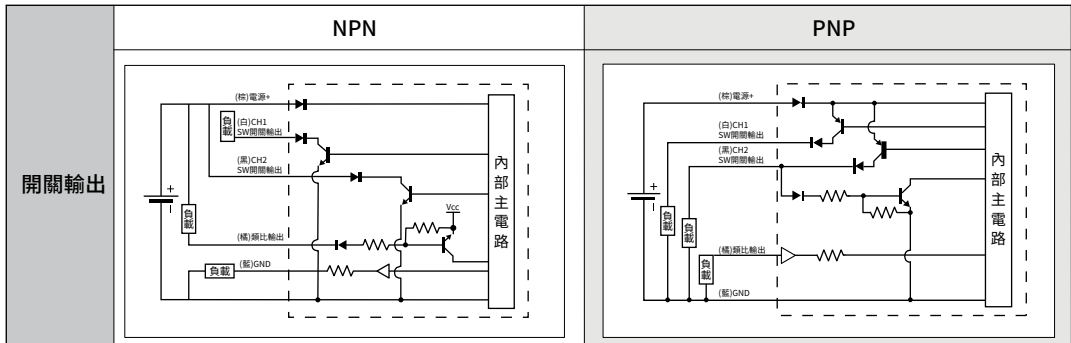 NPN
PNP
開關輸出
(棕)電源+
負載
(白)CH1
SW開關輸出
(黑)CH2
SW開關輸出
+
−
負載
Vcc
(橘)類比輸出
(藍)GND
負載
內部主電路
(棕)電源+
(白)CH1
SW開關輸出
(黑)CH2
SW開關輸出
+
−
負載
負載
(橘)類比輸出
負載
(藍)GND
內部主電路